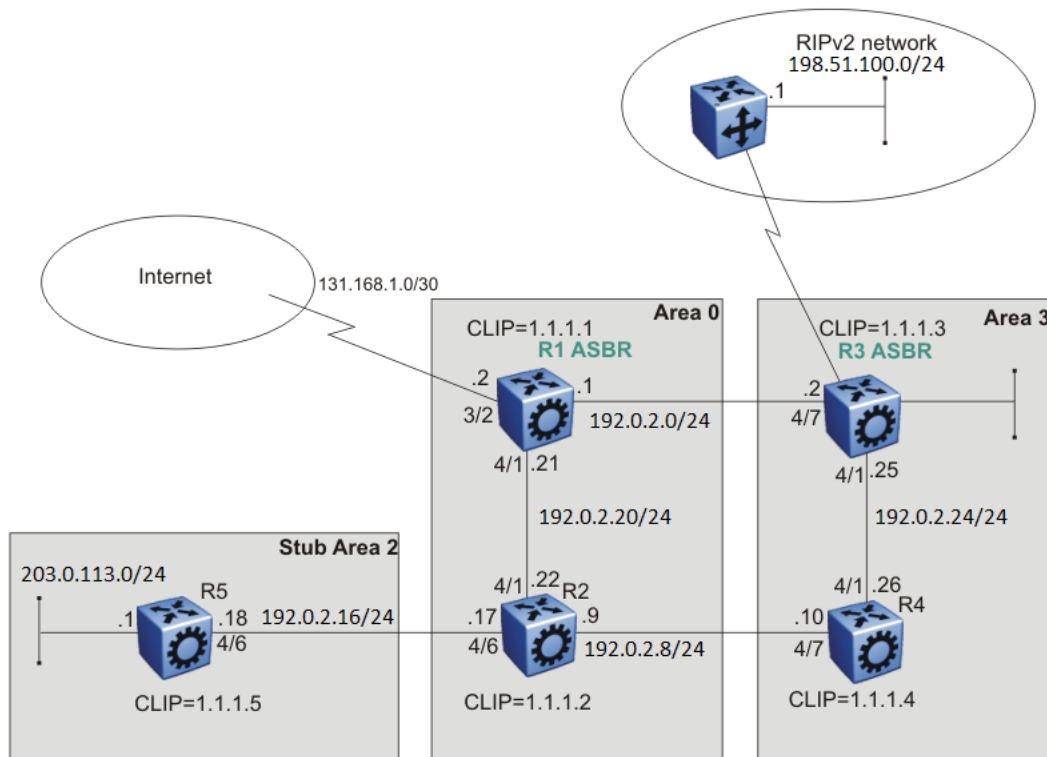 RIPv2 network
198.51.100.0/24
.1
Internet
131.168.1.0/30
Area 0
CLIP=1.1.1.1
R1 ASBR
.2
3/2
.1
192.0.2.0/24
4/1
.21
Area 3
CLIP=1.1.1.3
R3 ASBR
.2
4/7
4/1
.25
192.0.2.20/24
192.0.2.24/24
Stub Area 2
203.0.113.0/24
R5
.1
.18
4/6
192.0.2.16/24
CLIP=1.1.1.5
4/1
.22
R2
.17
4/6
.9
192.0.2.8/24
CLIP=1.1.1.2
4/1
.26
R4
.10
4/7
CLIP=1.1.1.4